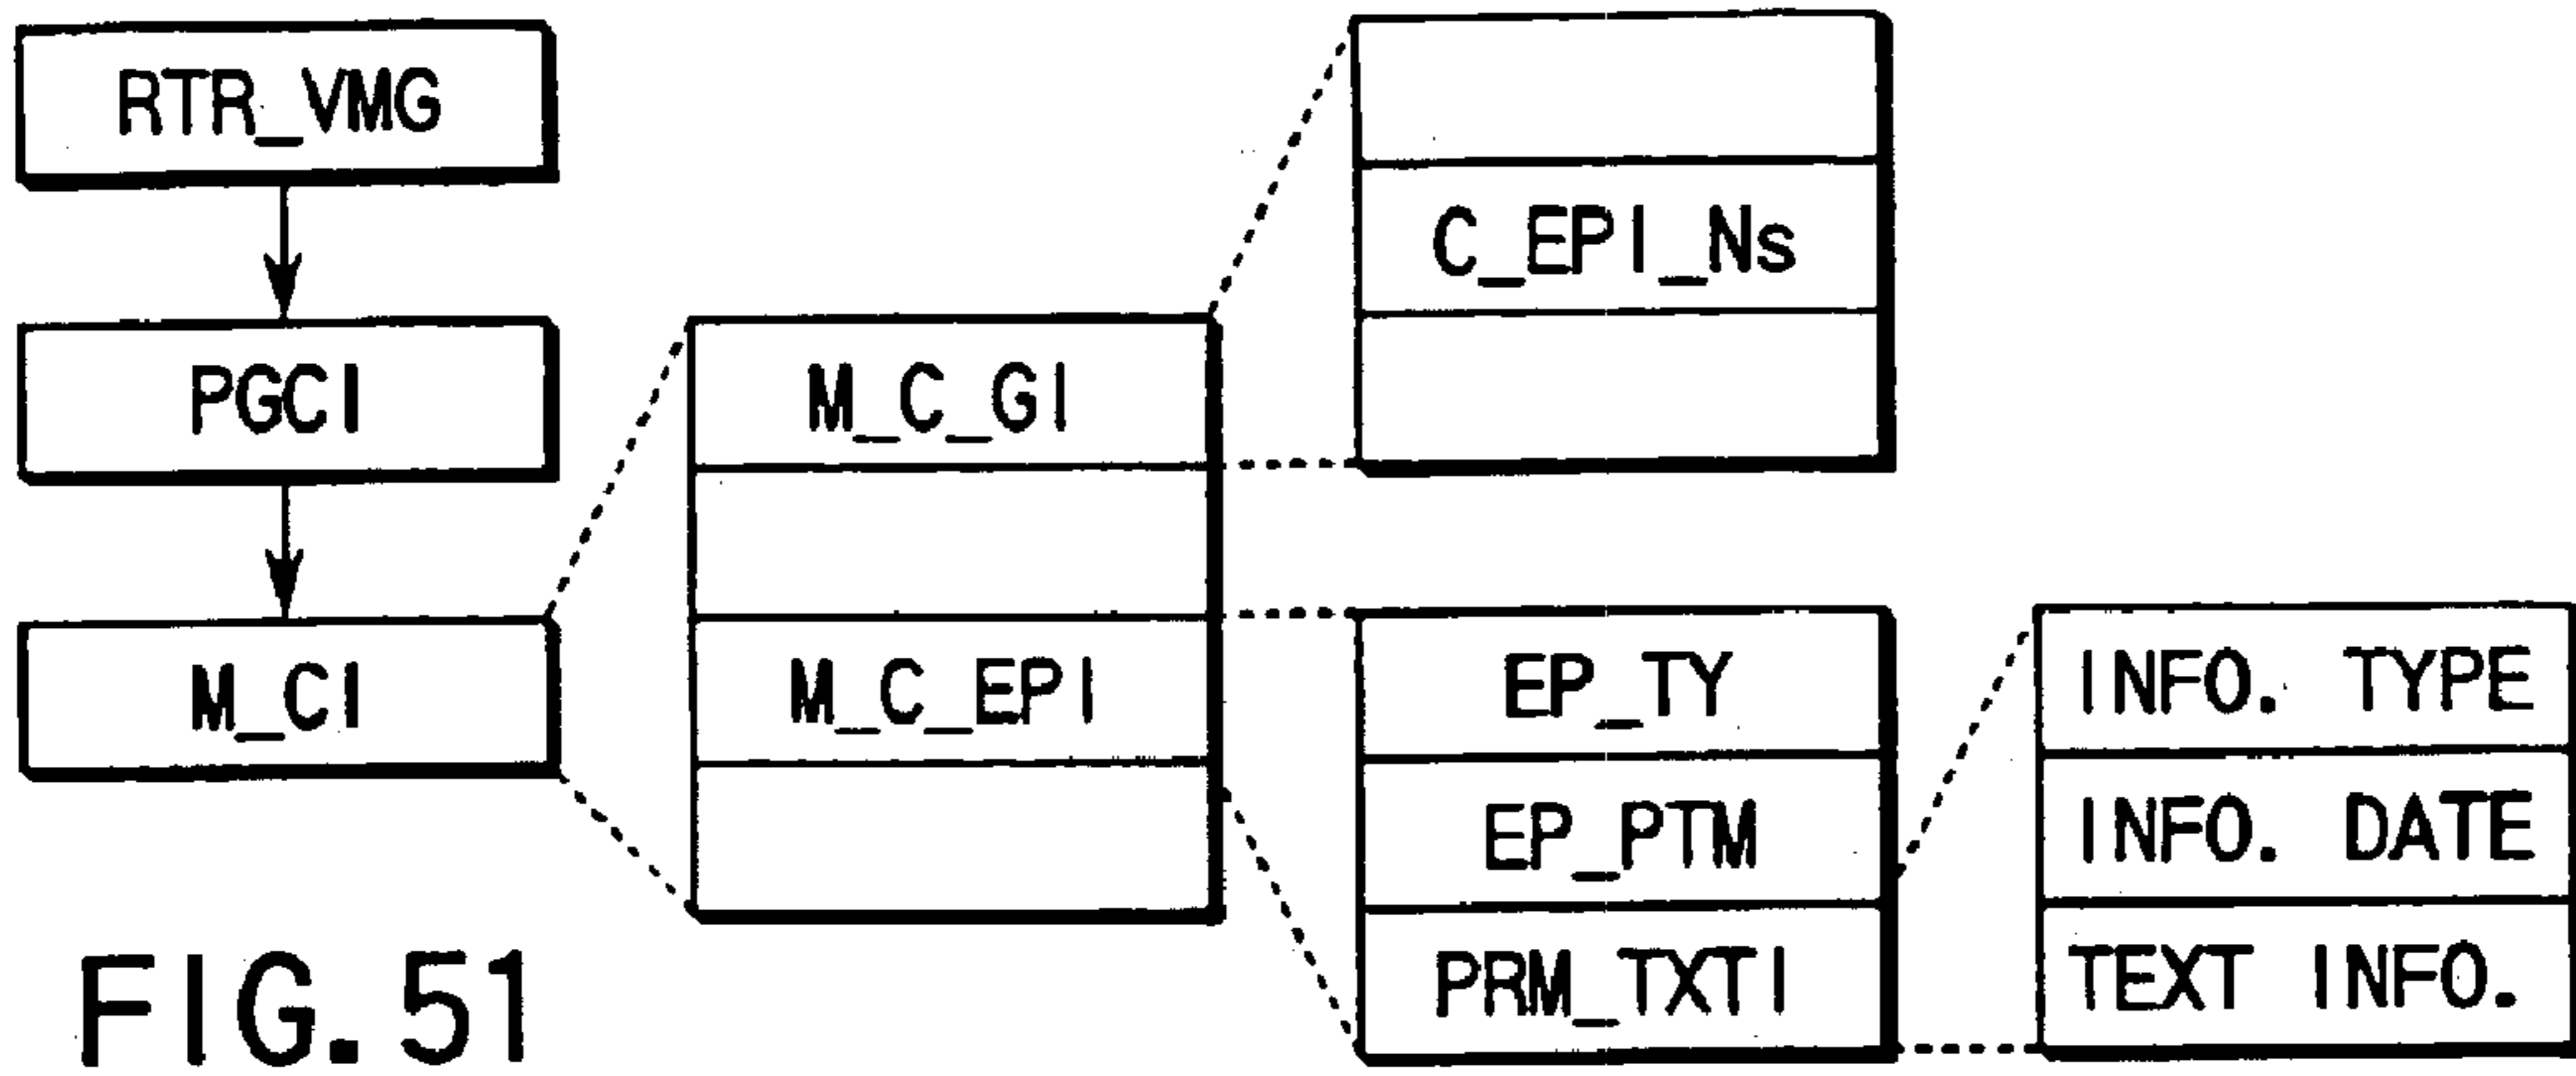 RTR_VMG
PGCI
M_CI
M_C_GI
M_C_EPI
C_EPI_Ns
EP_TY
EP_PTM
PRM_TXTI
INFO. TYPE
INFO. DATE
TEXT INFO.
FIG. 51